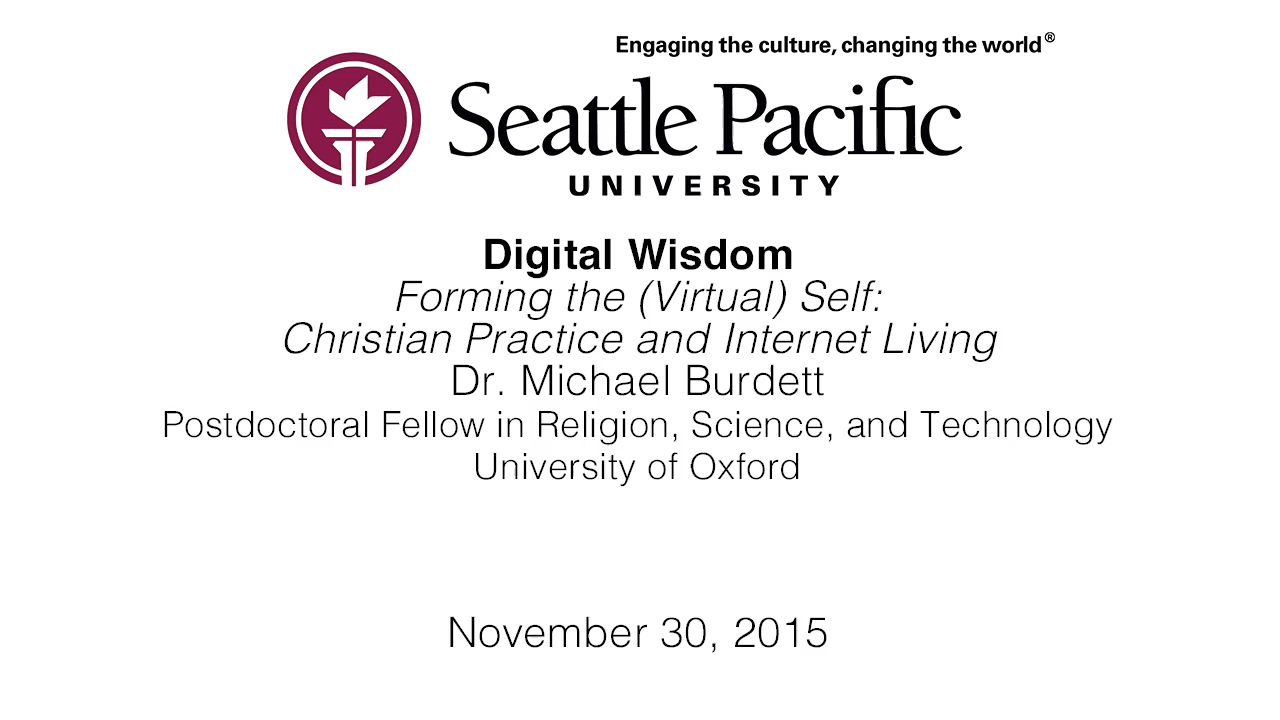 Engaging the culture, changing the world®
Seattle Pacific
UNIVERSITY
Digital Wisdom
Forming the (Virtual) Self:
Christian Practice and Internet Living
Dr. Michael Burdett
Postdoctoral Fellow in Religion, Science, and Technology
University of Oxford
November 30, 2015